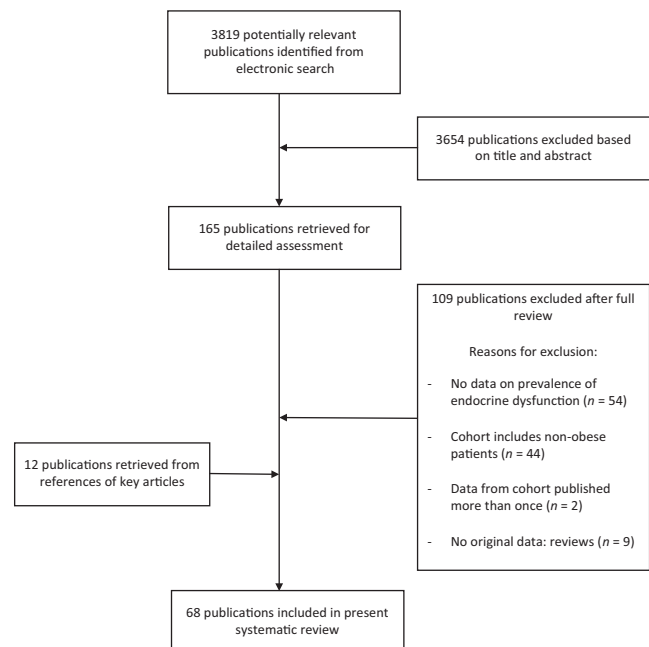 3819 potentially relevant
publications identified from
electronic search
3654 publications excluded based
on title and abstract
165 publications retrieved for
detailed assessment
109 publications excluded after full
review
Reasons for exclusion:
- No data on prevalence of
endocrine dysfunction (n = 54)
- Cohort includes non-obese
patients (n = 44)
- Data from cohort published
more than once (n = 2)
- No original data: reviews (n = 9)
12 publications retrieved from
references of key articles
68 publications included in present
systematic review